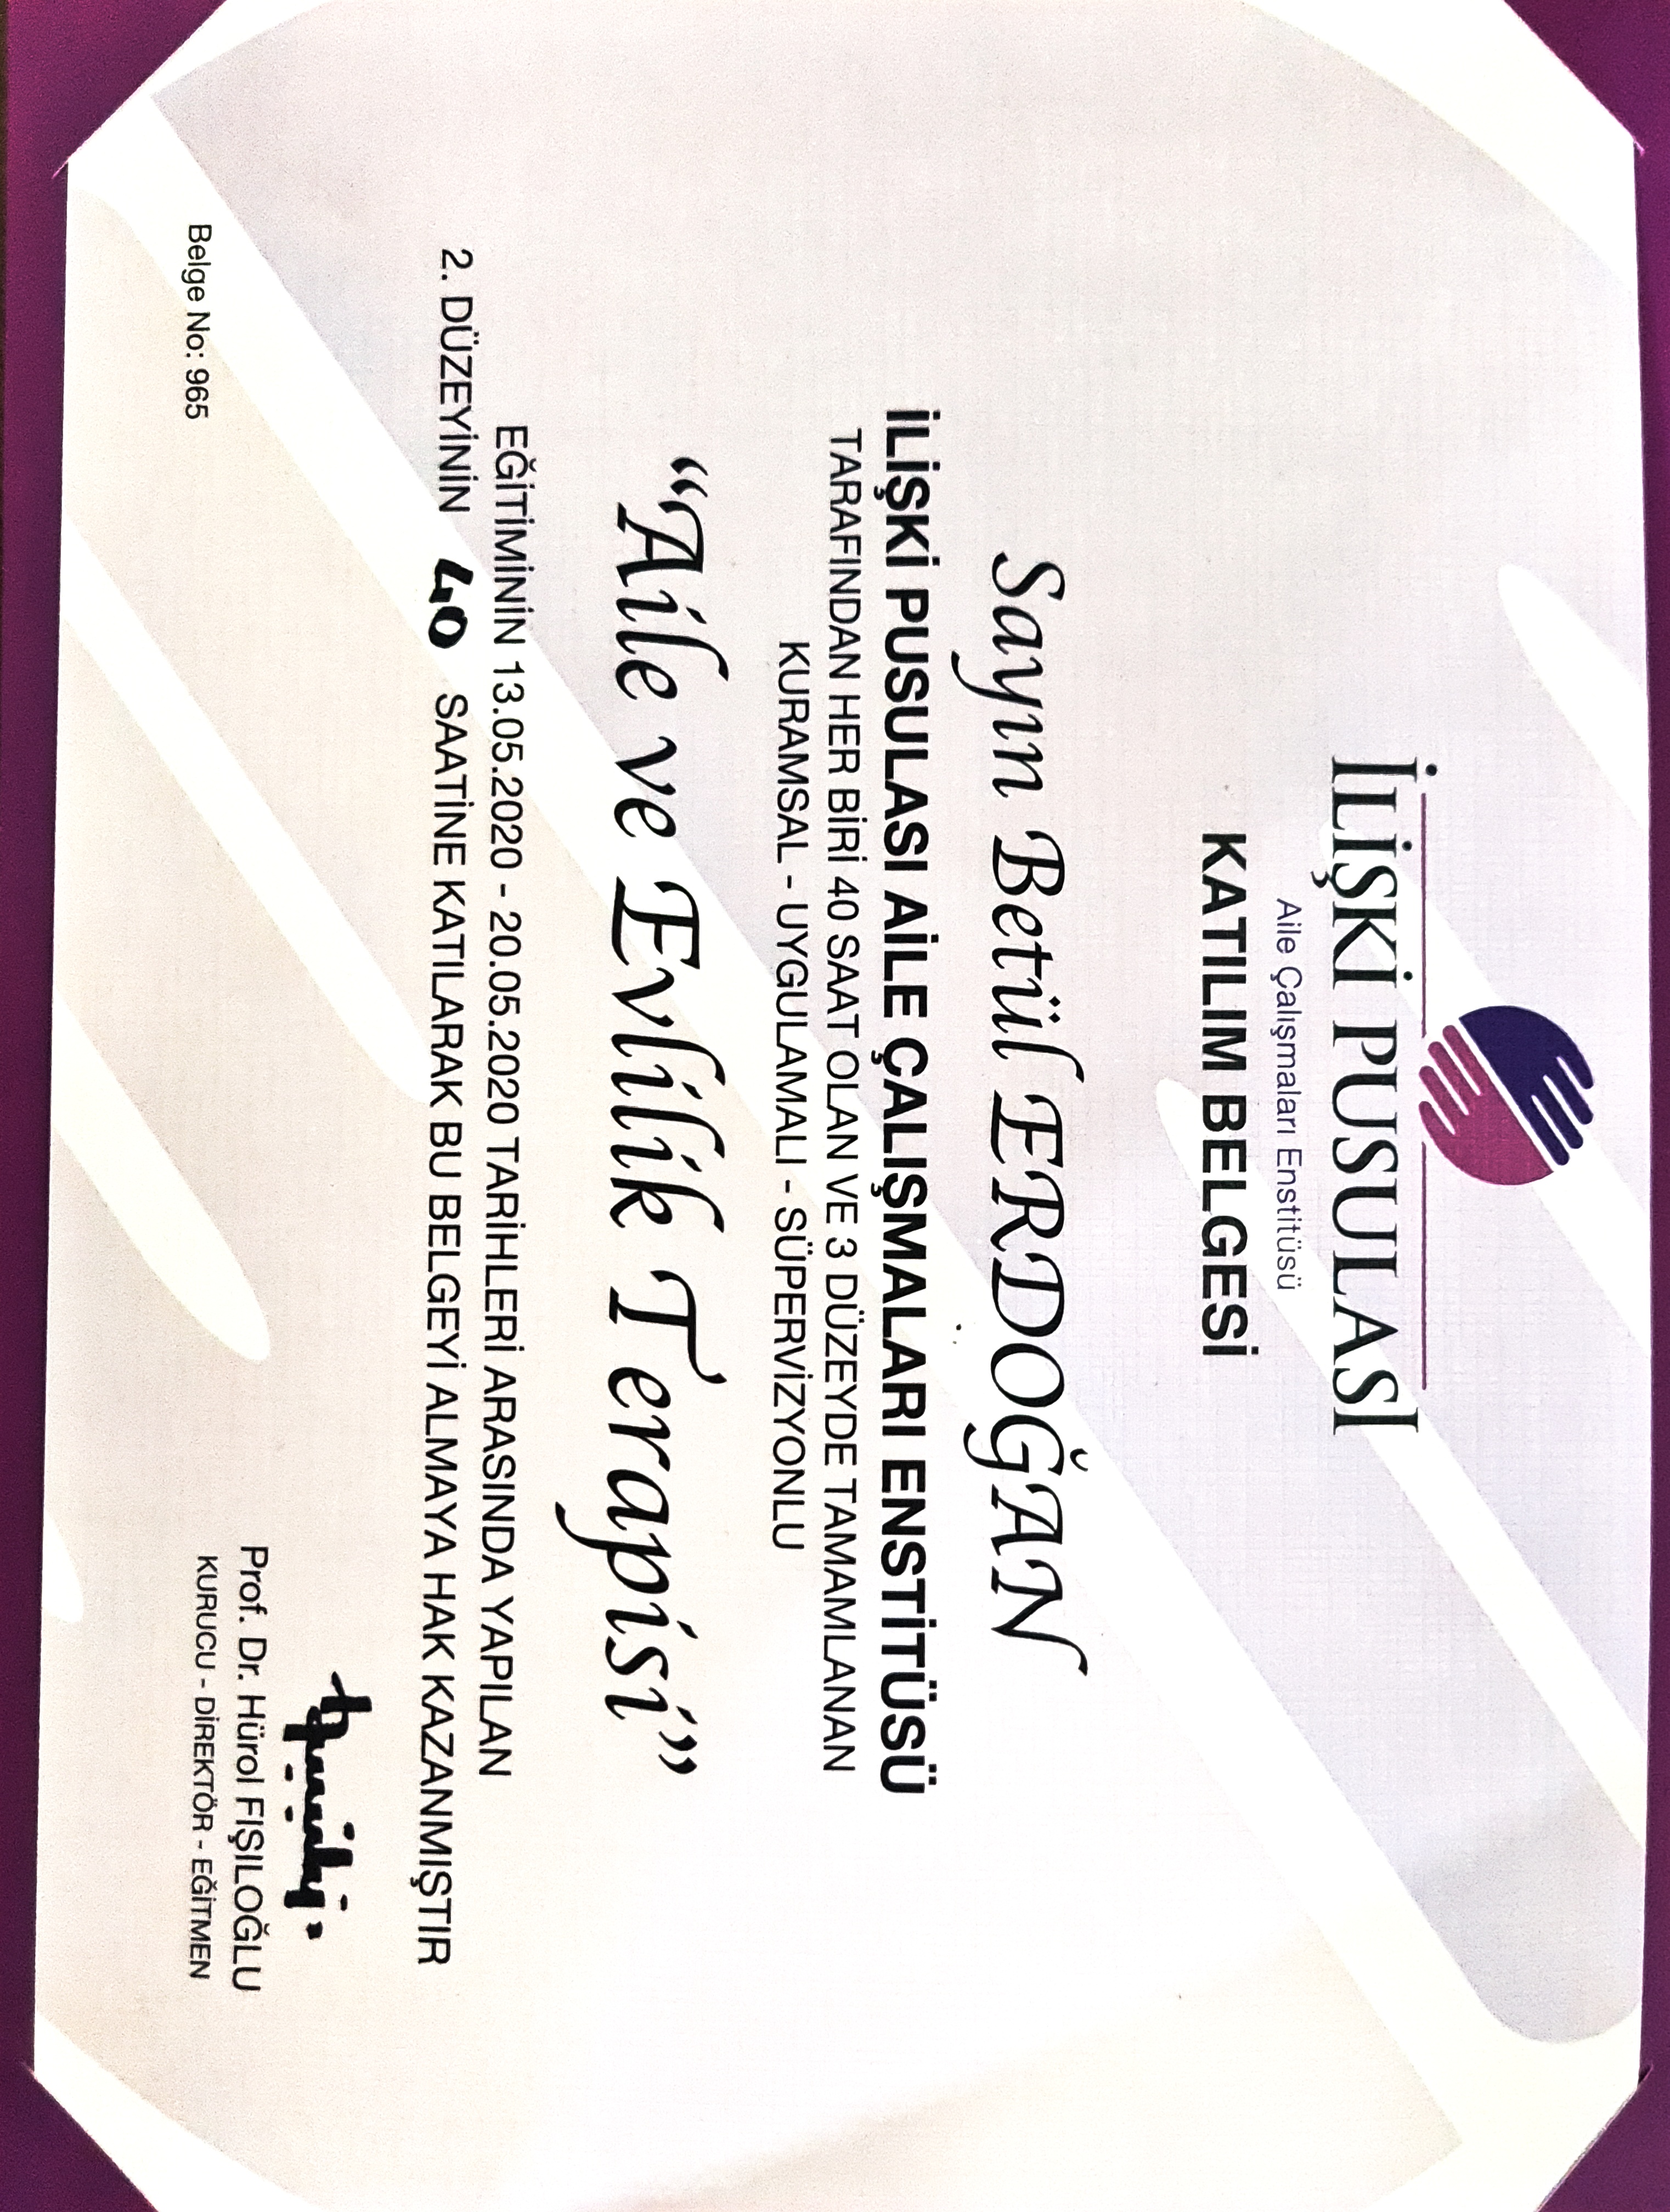 İLİŞKİ PUSULASI
Aile Çalışmaları Enstitüsü
KATILIM BELGESİ
Sayın Betül ERDOĞAN
İLİŞKİ PUSULASI AİLE ÇALIŞMALARI ENSTİTÜSÜ
TARAFINDAN HER BİRİ 40 SAAT OLAN VE 3 DÜZEYDE TAMAMLANAN
KURAMSAL - UYGULAMALI - SÜPERVİZYONLU
“Aile ve Evlilik Terapisi”
EĞİTİMİNİN 13.05.2020 - 20.05.2020 TARİHLERİ ARASINDA YAPILAN
2. DÜZEYİNİN 40 SAATİNE KATILARAK BU BELGEYİ ALMAYA HAK KAZANMIŞTIR
Prof. Dr. Hürol FIŞILOĞLU
KURUCU - DİREKTÖR - EĞİTMEN
Belge No: 965